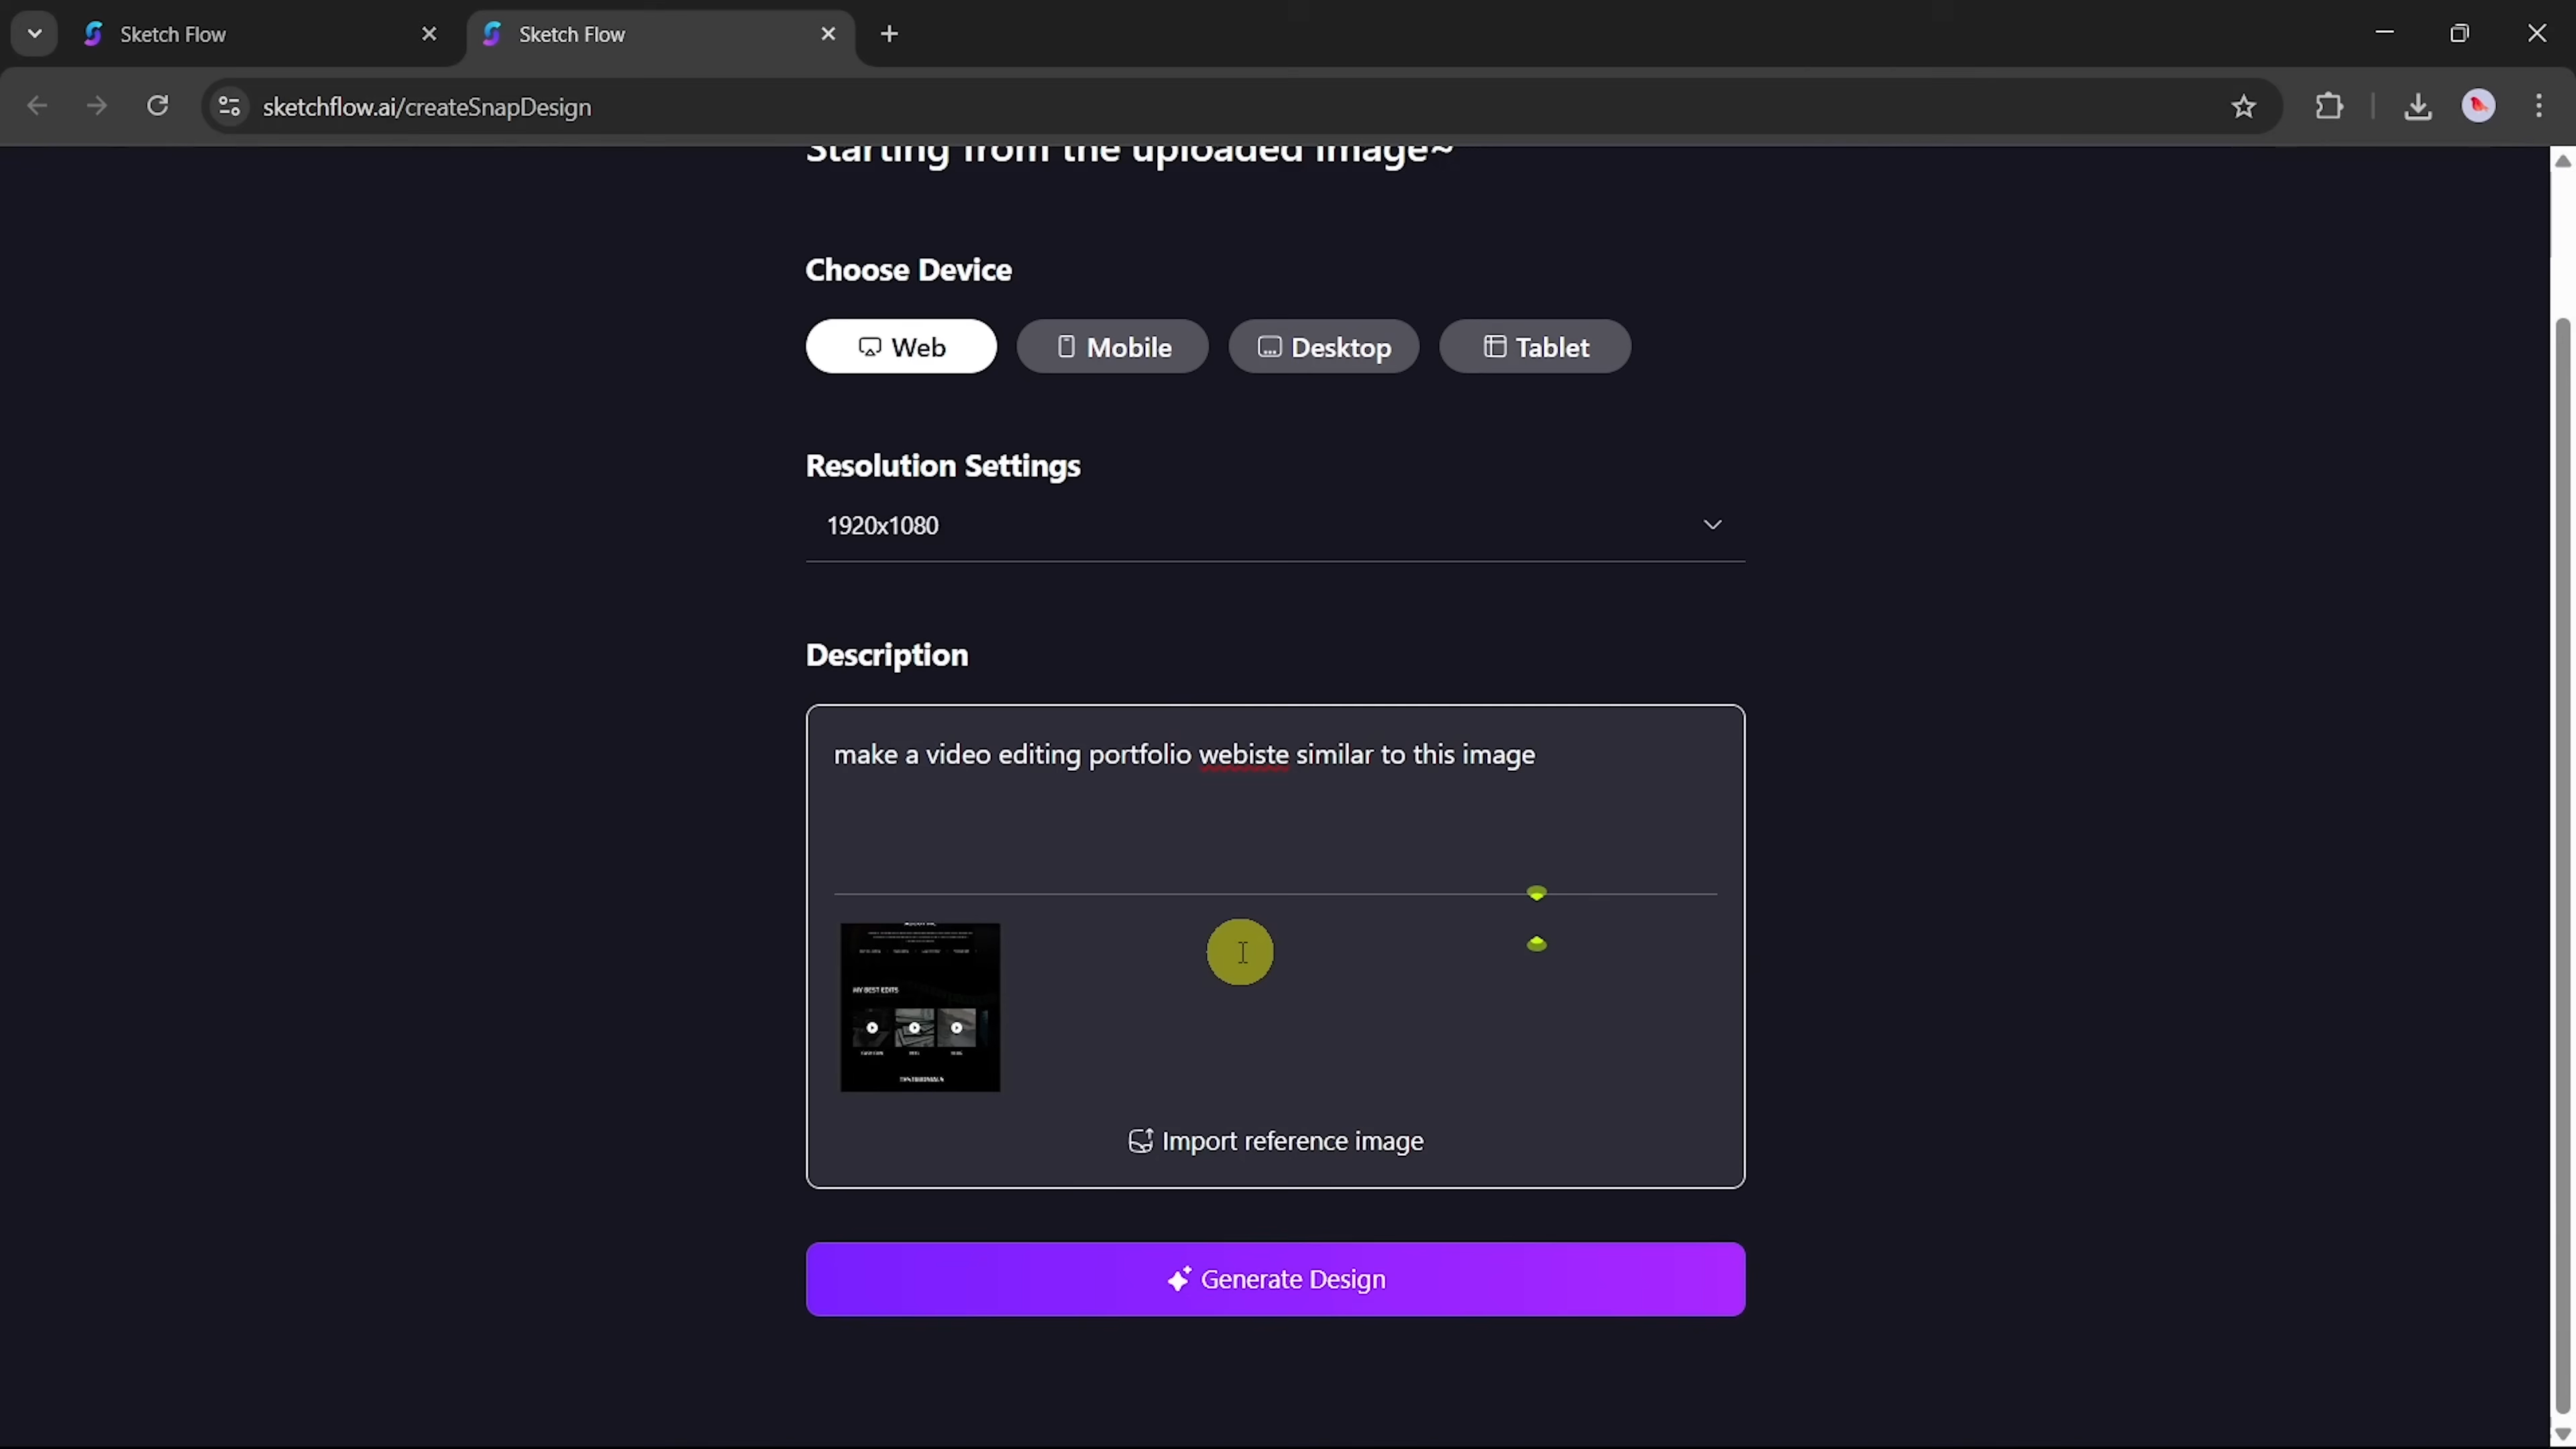 Sketch Flow
Sketch Flow
sketchflow.ai/createSnapDesign
Starting from the uploaded image~
Choose Device
Web
Mobile
Desktop
Tablet
Resolution Settings
1920x1080
Description
make a video editing portfolio webiste similar to this image
MY BEST EDITS
TESTIMONIALS
Import reference image
Generate Design